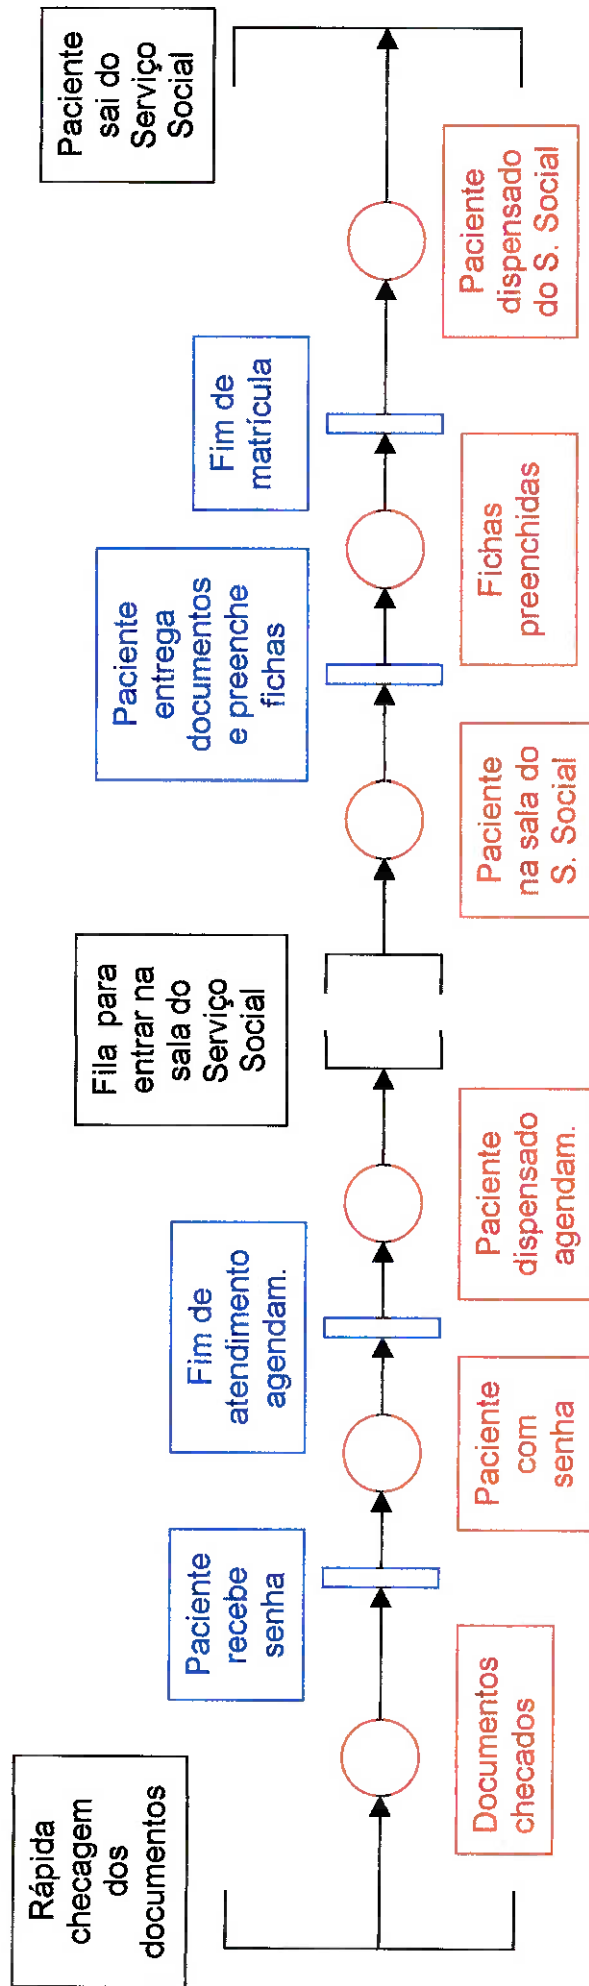 Rápida
checagem
dos
documentos
Paciente
recebe
senha
Fim de
atendimento
agendam.
Fila para
entrar na
sala do
Serviço
Social
Paciente
entrega
documentos
e preenche
fichas
Fim de
matrícula
Paciente
sai do
Serviço
Social
Documentos
checados
Paciente
com
senha
Paciente
dispensado
agendam.
Paciente
na sala do
S. Social
Fichas
preenchidas
Paciente
dispensado
do S. Social